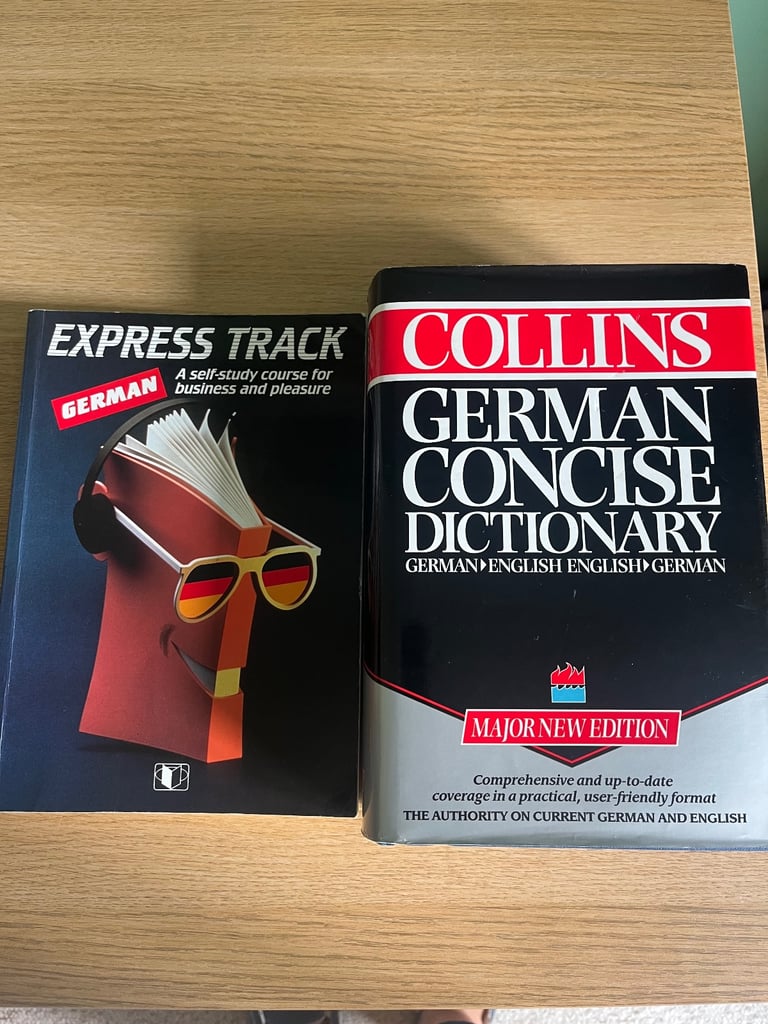 EXPRESS TRACK
A self-study course for
business and pleasure
GERMAN
COLLINS
GERMAN
CONCISE
DICTIONARY
GERMAN▸ENGLISH ENGLISH▸GERMAN
MAJOR NEW EDITION
Comprehensive and up-to-date
coverage in a practical, user-friendly format
THE AUTHORITY ON CURRENT GERMAN AND ENGLISH